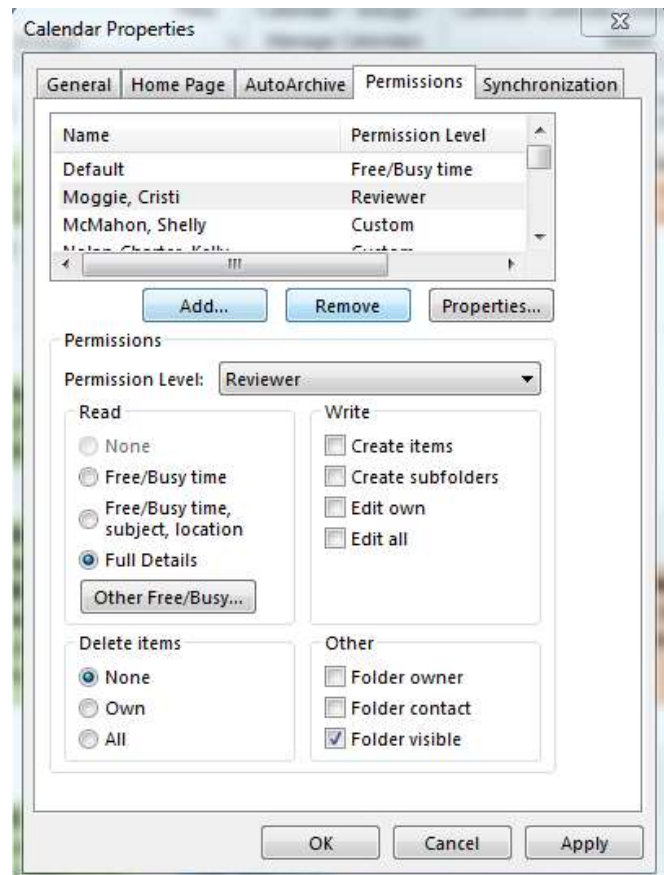 Calendar Properties
General Home Page AutoArchive Permissions Synchronization
Name Permission Level
Default Free/Busy time
Moggie, Cristi Reviewer
McMahon, Shelly Custom
Add... Remove Properties...
Permissions
Permission Level: Reviewer
Read Write
None Create items
Free/Busy time Create subfolders
Free/Busy time, Edit own
subject, location Edit all
Full Details
Other Free/Busy...
Delete items Other
None Folder owner
Own Folder contact
All Folder visible
OK Cancel Apply